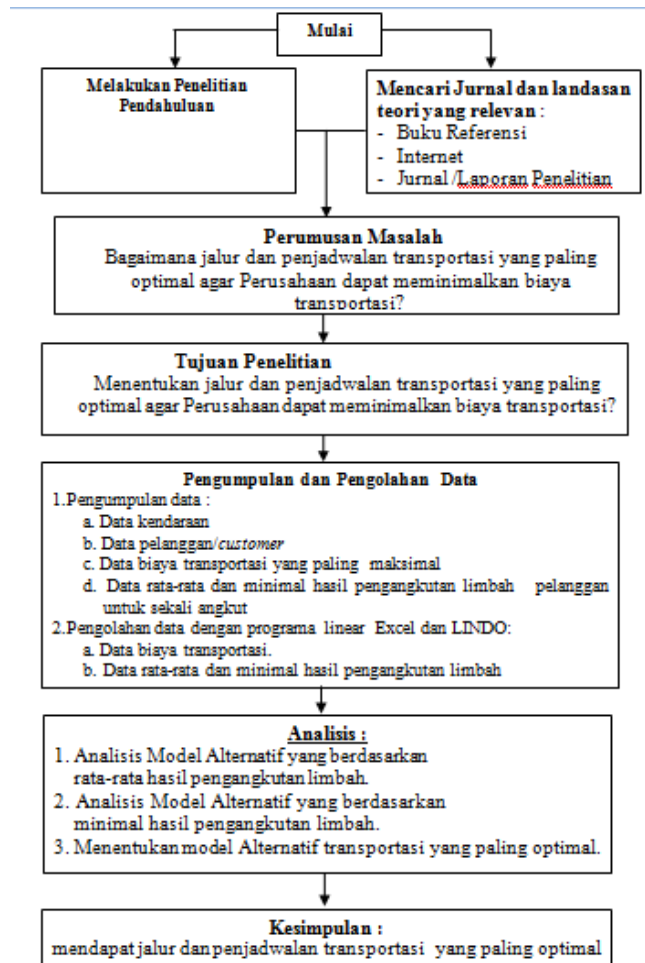 Mulai
Melakukan Penelitian
Pendahuluan
Mencari Jurnal dan landasan
teori yang relevan :
- Buku Referensi
- Internet
- Jurnal /Laporan Penelitian
Perumusan Masalah
Bagaimana jalur dan penjadwalan transportasi yang paling
optimal agar Perusahaan dapat meminimalkan biaya
transportasi?
Tujuan Penelitian
Menentukan jalur dan penjadwalan transportasi yang paling
optimal agar Perusahaan dapat meminimalkan biaya transportasi?
Pengumpulan dan Pengolahan Data
1.Pengumpulan data :
a. Data kendaraan
b. Data pelanggan/customer
c. Data biaya transportasi yang paling maksimal
d. Data rata-rata dan minimal hasil pengangkutan limbah pelanggan
untuk sekali angkut
2.Pengolahan data dengan programa linear Excel dan LINDO:
a. Data biaya transportasi.
b. Data rata-rata dan minimal hasil pengangkutan limbah
Analisis :
1. Analisis Model Alternatif yang berdasarkan
rata-rata hasil pengangkutan limbah.
2. Analisis Model Alternatif yang berdasarkan
minimal hasil pengangkutan limbah.
3. Menentukan model Alternatif transportasi yang paling optimal.
Kesimpulan :
mendapat jalur dan penjadwalan transportasi yang paling optimal